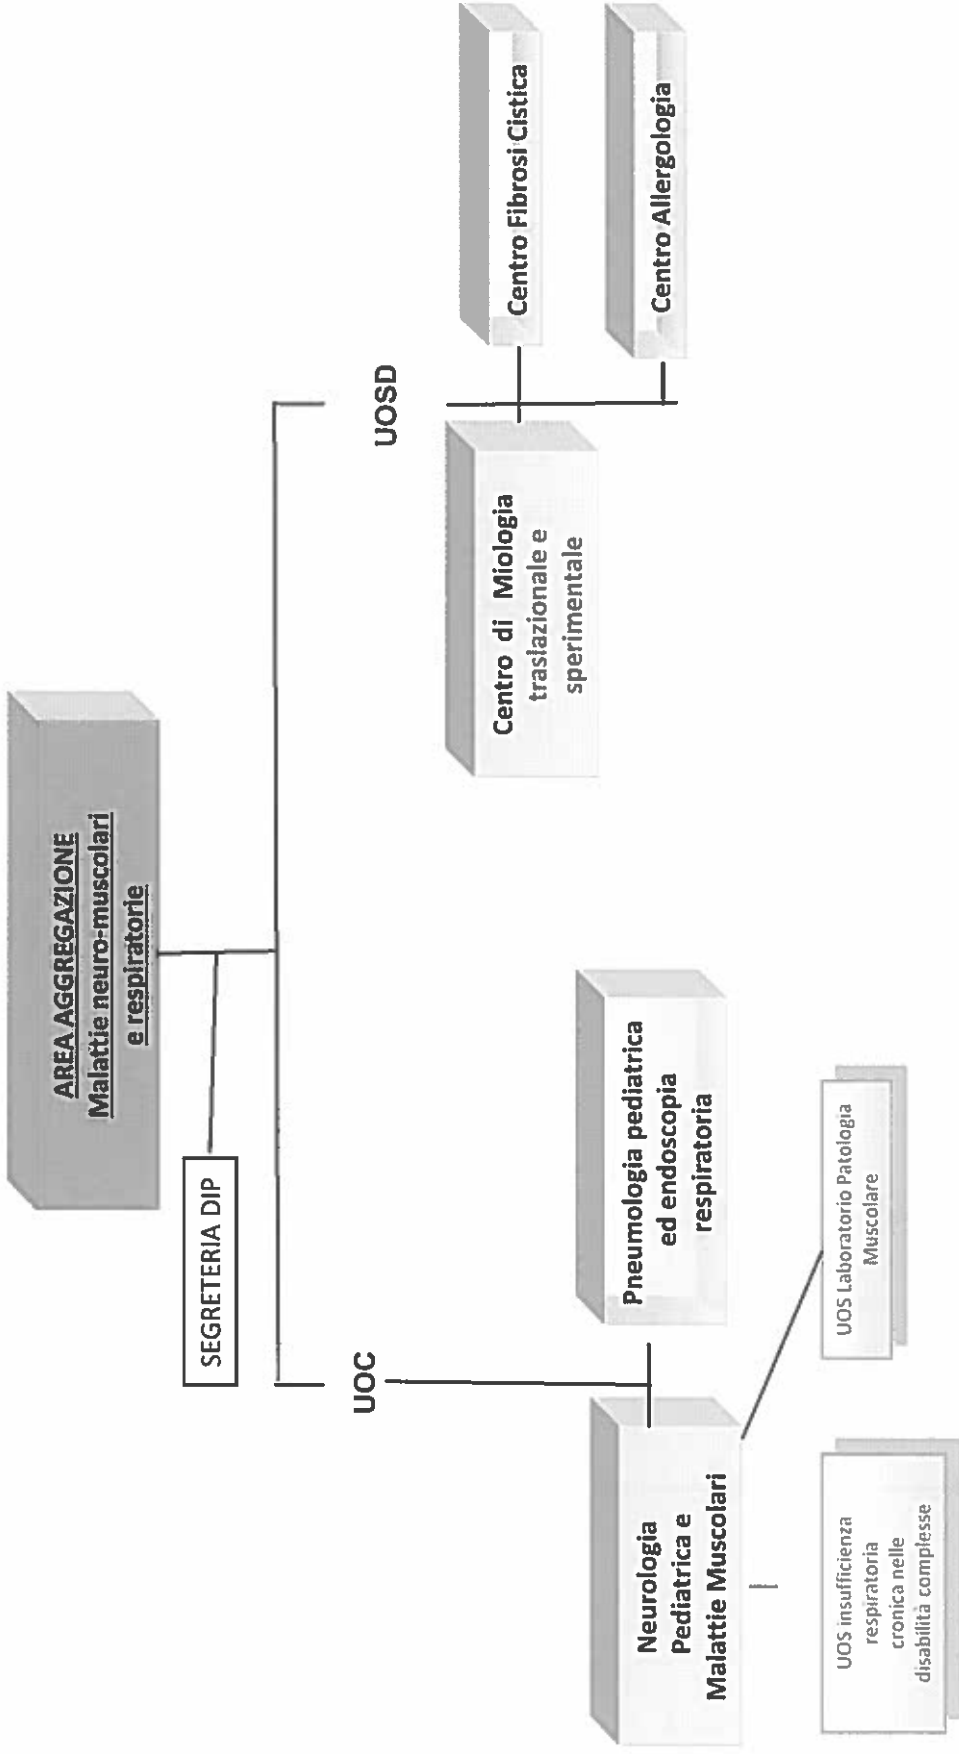 AREA AGGREGAZIONE
Malattie neuro-muscolari
e respiratorie
SEGRETERIA DIP
UOC
UOSD
Neurologia
Pediatrica e
Malattie Muscolari
Pneumologia pediatrica
ed endoscopia
respiratoria
Centro di Miologia
traslazionale e
sperimentale
Centro Fibrosi Cistica
Centro Allergologia
UOS insufficienza
respiratoria
cronica nelle
disabilità complesse
UOS Laboratorio Patologia
Muscolare